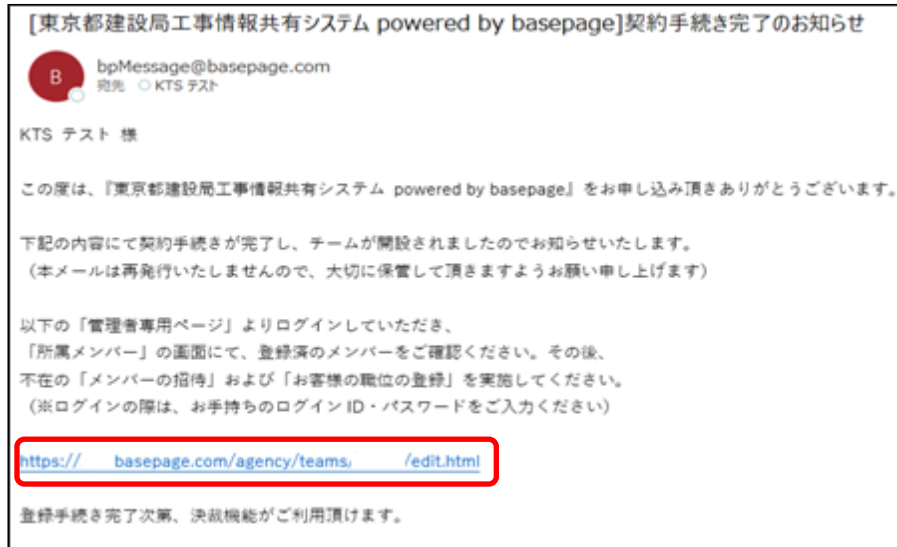 [東京都建設局工事情報共有システム powered by basepage]契約手続き完了のお知らせ
B
bpMessage@basepage.com
宛先 KTS テスト
KTS テスト 様
この度は、『東京都建設局工事情報共有システム powered by basepage』をお申し込み頂きありがとうございます。
下記の内容にて契約手続きが完了し、チームが開設されましたのでお知らせいたします。
（本メールは再発行いたしませんので、大切に保管して頂きますようお願い申し上げます）
以下の「管理者専用ページ」よりログインしていただき、
「所属メンバー」の画面にて、登録済のメンバーをご確認ください。その後、
不在の「メンバーの招待」および「お客様の職位の登録」を実施してください。
（※ログインの際は、お手持ちのログイン ID・パスワードをご入力ください）
https:// basepage.com/agency/teams/ /edit.html
登録手続き完了次第、決裁機能がご利用頂けます。